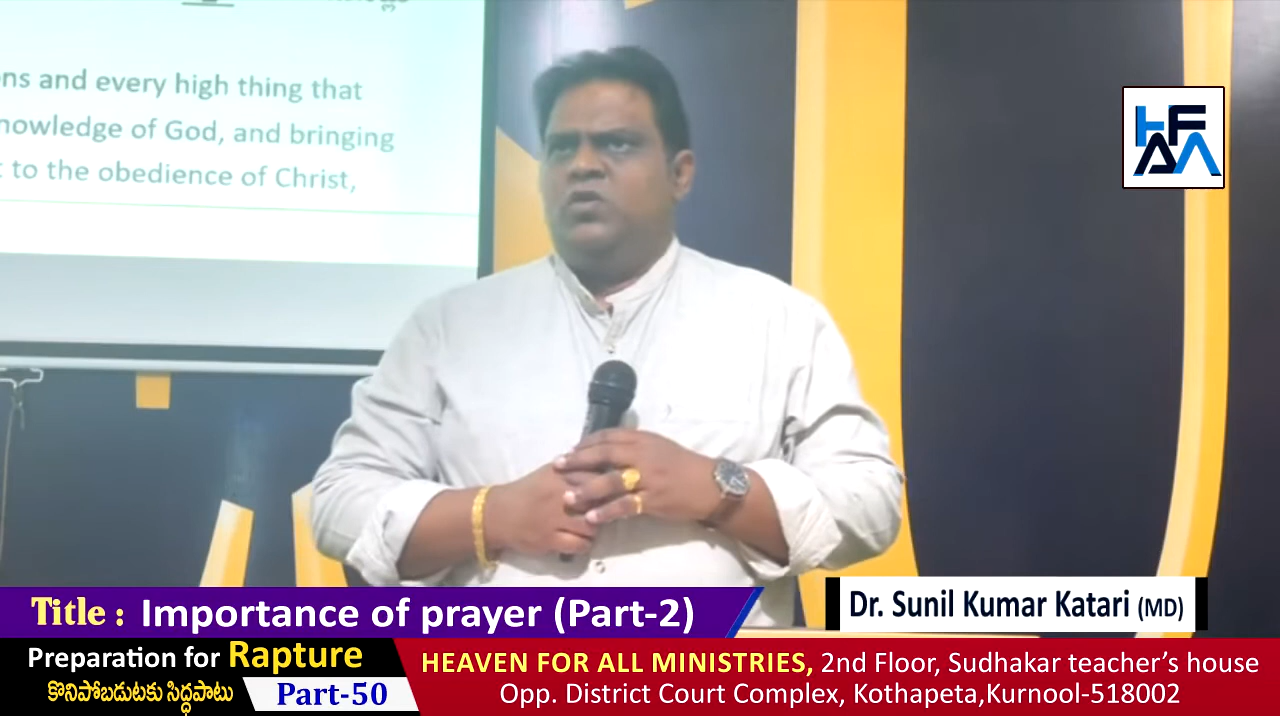 ns and every high thing that
nowledge of God, and bringing
to the obedience of Christ,
HFAM
Title : Importance of prayer (Part-2)
Dr. Sunil Kumar Katari (MD)
Preparation for Rapture
కొనిపోబడుటకు సిద్ధపాటు
Part-50
HEAVEN FOR ALL MINISTRIES, 2nd Floor, Sudhakar teacher's house
Opp. District Court Complex, Kothapeta,Kurnool-518002